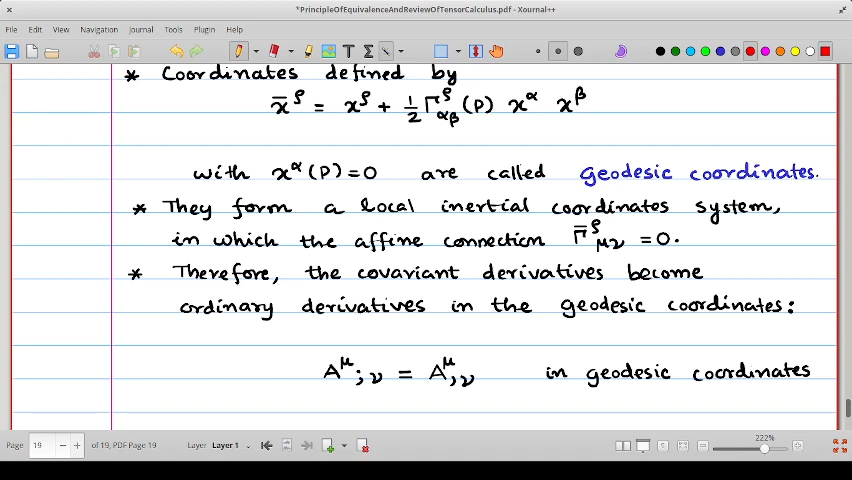 *PrincipleOfEquivalenceAndReviewOfTensorCalculus.pdf - Xournal++
File Edit View Navigation Journal Tools Plugin Help
* Coordinates defined by
x̄^ρ = x^ρ + 1/2 Γ^ρ_αβ (P) x^α x^β
with x^α(P)=0 are called geodesic coordinates.
* They form a local inertial coordinates system,
in which the affine connection Γ̄^ρ_μν = 0.
* Therefore, the covariant derivatives become
ordinary derivatives in the geodesic coordinates:
A^μ_;ν = A^μ_,ν in geodesic coordinates
Page 19 of 19, PDF Page 19 Layer Layer 1 222%